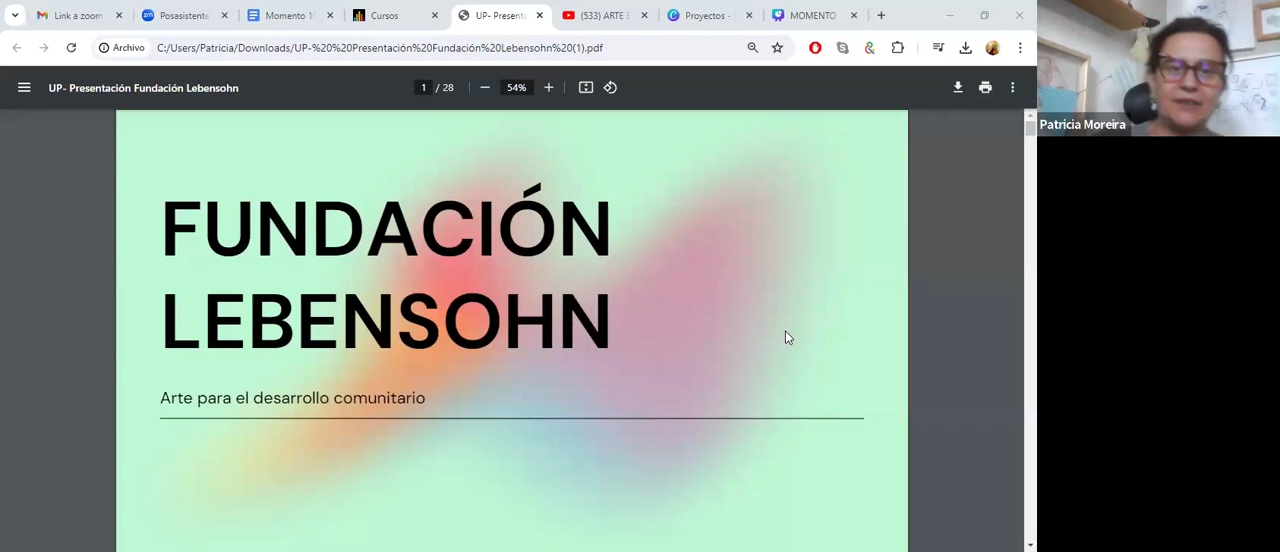 Link a zoom
Posasistente
Momento 1
Cursos
UP- Presenta
(533) ARTE E
Proyectos -
MOMENTO
Archivo
C:/Users/Patricia/Downloads/UP-%20%20Presentación%20Fundación%20Lebensohn%20(1).pdf
UP- Presentación Fundación Lebensohn
1 / 28
54%
Patricia Moreira
FUNDACIÓN
LEBENSOHN
Arte para el desarrollo comunitario